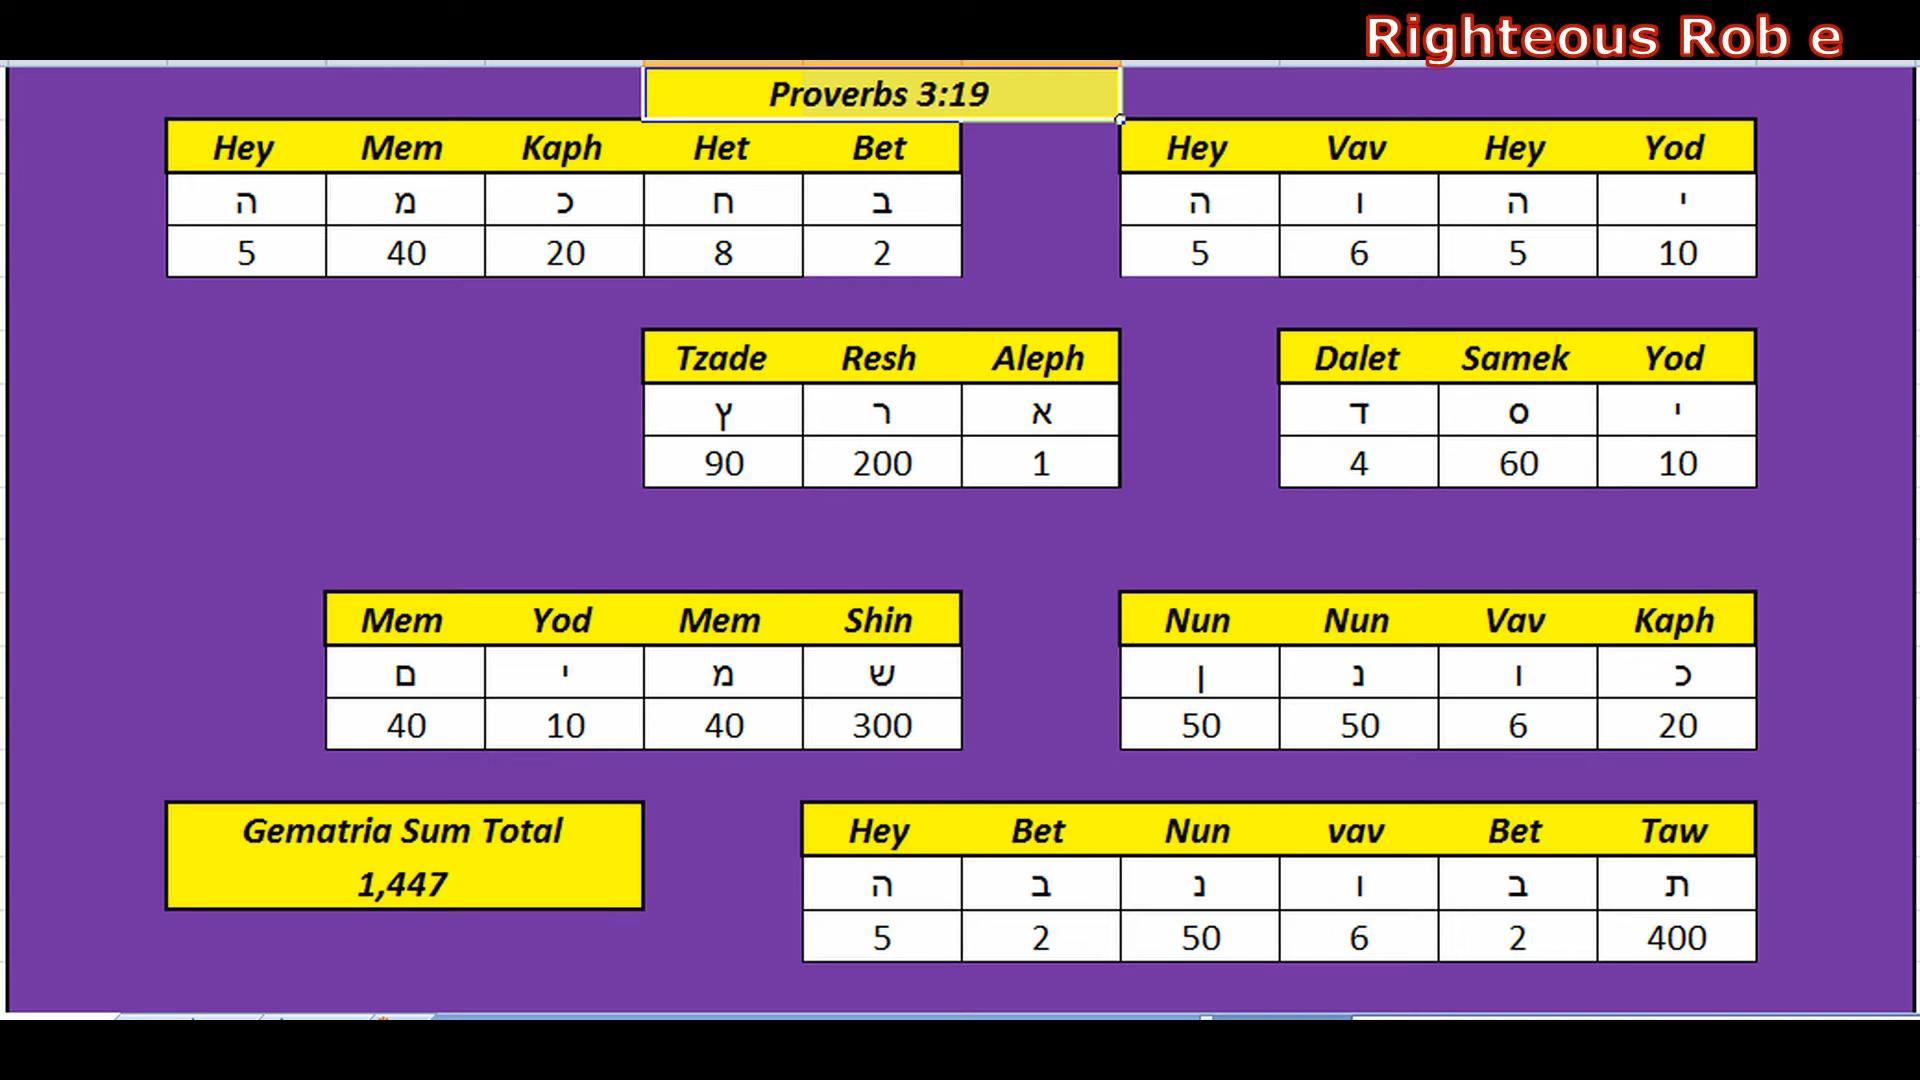 Righteous Rob e
Proverbs 3:19
Hey Mem Kaph Het Bet
ה מ כ ח ב
5 40 20 8 2
Hey Vav Hey Yod
ה ו ה י
5 6 5 10
Tzade Resh Aleph
ץ ר א
90 200 1
Dalet Samek Yod
ד ס י
4 60 10
Mem Yod Mem Shin
ם י מ ש
40 10 40 300
Nun Nun Vav Kaph
ן נ ו כ
50 50 6 20
Gematria Sum Total
1,447
Hey Bet Nun vav Bet Taw
ה ב נ ו ב ת
5 2 50 6 2 400